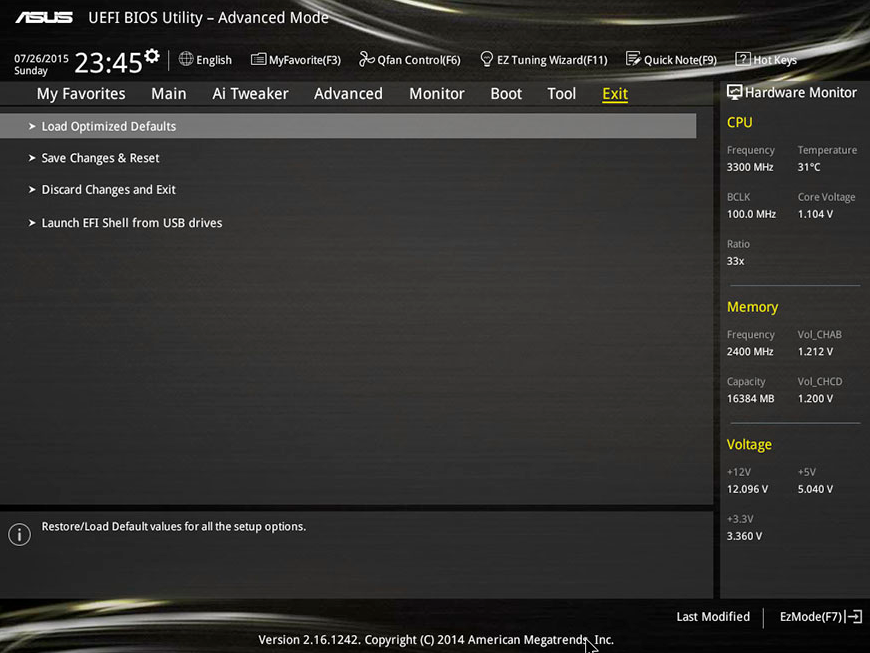 ASUS UEFI BIOS Utility – Advanced Mode
07/26/2015
Sunday
23:45
English
MyFavorite(F3)
Qfan Control(F6)
EZ Tuning Wizard(F11)
Quick Note(F9)
? Hot Keys
My Favorites Main Ai Tweaker Advanced Monitor Boot Tool Exit
Load Optimized Defaults
Save Changes & Reset
Discard Changes and Exit
Launch EFI Shell from USB drives
Restore/Load Default values for all the setup options.
Hardware Monitor
CPU
Frequency Temperature
3300 MHz 31°C
BCLK Core Voltage
100.0 MHz 1.104 V
Ratio
33x
Memory
Frequency Vol_CHAB
2400 MHz 1.212 V
Capacity Vol_CHCD
16384 MB 1.200 V
Voltage
+12V +5V
12.096 V 5.040 V
+3.3V
3.360 V
Last Modified
EzMode(F7)
Version 2.16.1242. Copyright (C) 2014 American Megatrends, Inc.